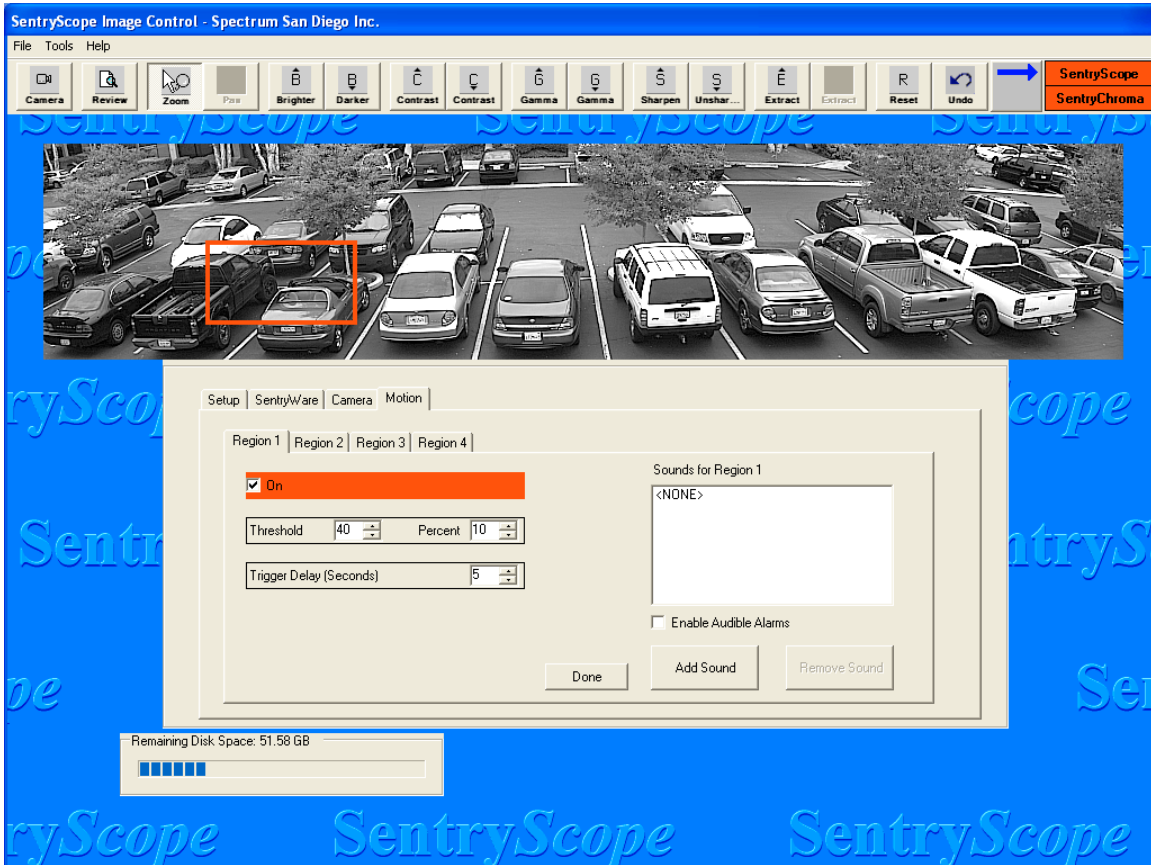 SentryScope Image Control - Spectrum San Diego Inc.
File Tools Help
Camera Review Zoom Pan B Brighter B Darker C Contrast C Contrast G Gamma G Gamma S Sharpen S Unshar... E Extract Extract R Reset Undo
SentryScope
SentryChroma
Setup SentryWare Camera Motion
Region 1 Region 2 Region 3 Region 4
On
Sounds for Region 1
<NONE>
Threshold 40 Percent 10
Trigger Delay (Seconds) 5
Enable Audible Alarms
Done Add Sound Remove Sound
Remaining Disk Space: 51.58 GB
ryScope SentryScope SentryScope